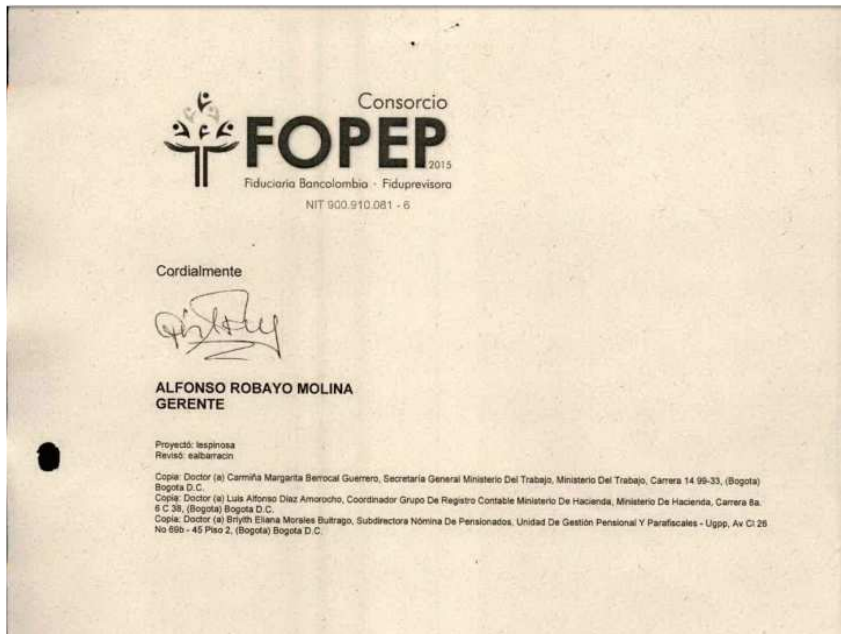 Consorcio
FOPEP
2015
Fiduciaria Bancolombia · Fiduprevisora
NIT 900.910.081 - 6
Cordialmente
ALFONSO ROBAYO MOLINA
GERENTE
Proyectó: lespinosa
Revisó: ealbarracin
Copia: Doctor (a) Carmiña Margarita Berrocal Guerrero, Secretaria General Ministerio Del Trabajo, Ministerio Del Trabajo, Carrera 14 99-33, (Bogota)
Bogota D.C.
Copia: Doctor (a) Luis Alfonso Diaz Amorocho, Coordinador Grupo De Registro Contable Ministerio De Hacienda, Ministerio De Hacienda, Carrera 8a.
6 C 38, (Bogota) Bogota D.C.
Copia: Doctor (a) Briyith Eliana Morales Buitrago, Subdirectora Nómina De Pensionados, Unidad De Gestión Pensional Y Parafiscales - Ugpp, Av Cl 26
No 69b - 45 Piso 2, (Bogota) Bogota D.C.